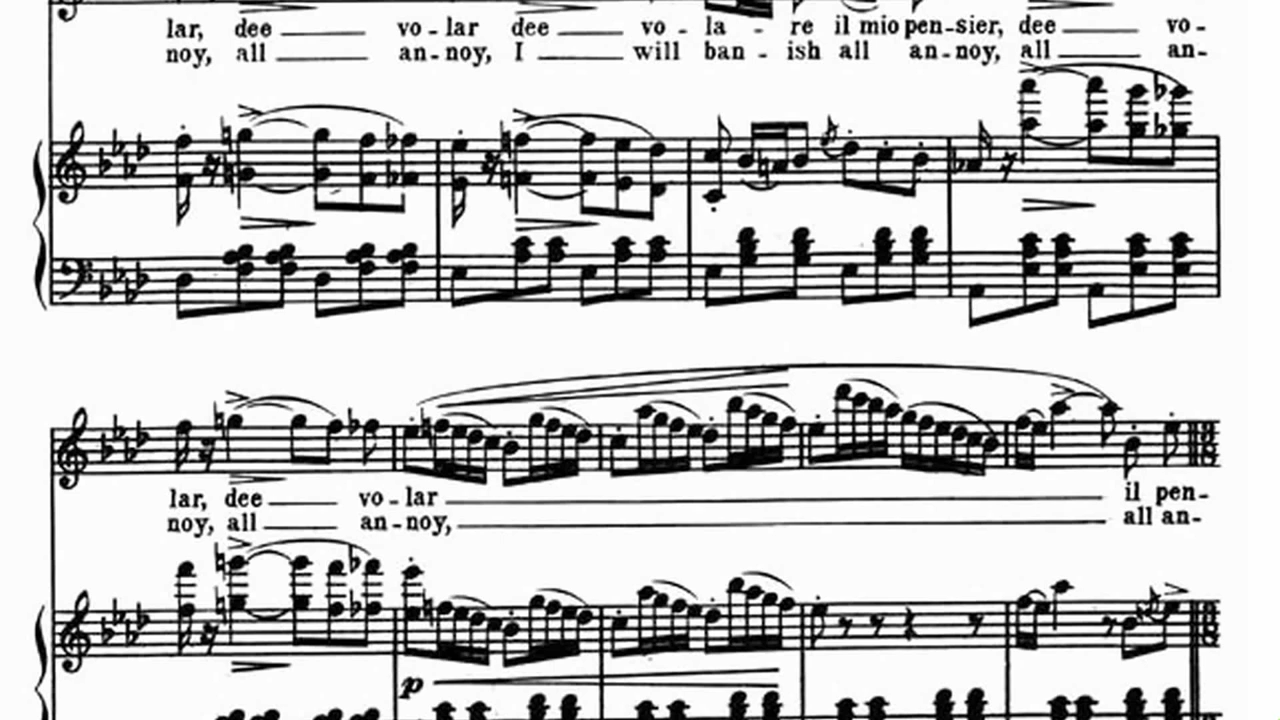 lar, dee vo - lar dee vo - la - re il mio pen - sier, dee vo -
noy, all an - noy, I will ban - ish all an - noy, all an -
lar, dee vo - lar il pen -
noy, all an - noy, all an -
p